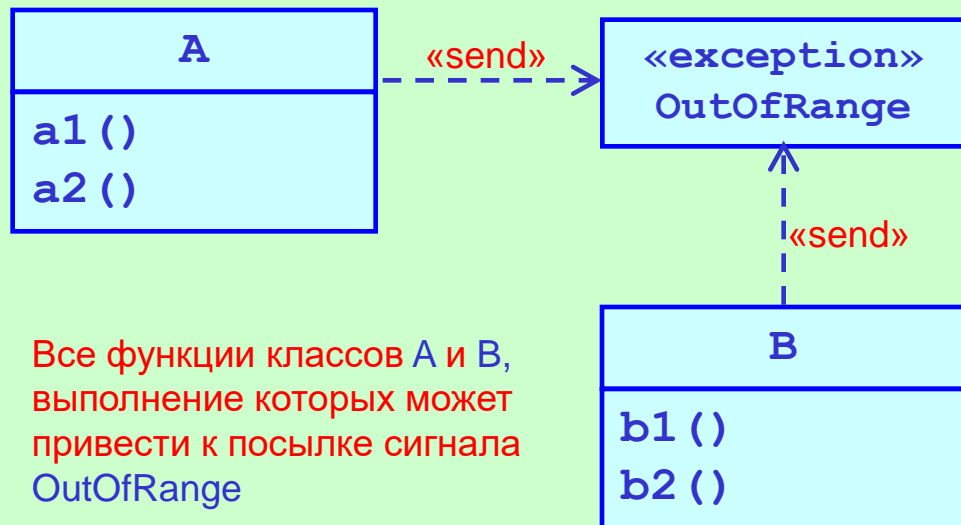 A
a1()
a2()
«send»
«exception»
OutOfRange
«send»
B
b1()
b2()
Все функции классов A и B,
выполнение которых может
привести к посылке сигнала
OutOfRange